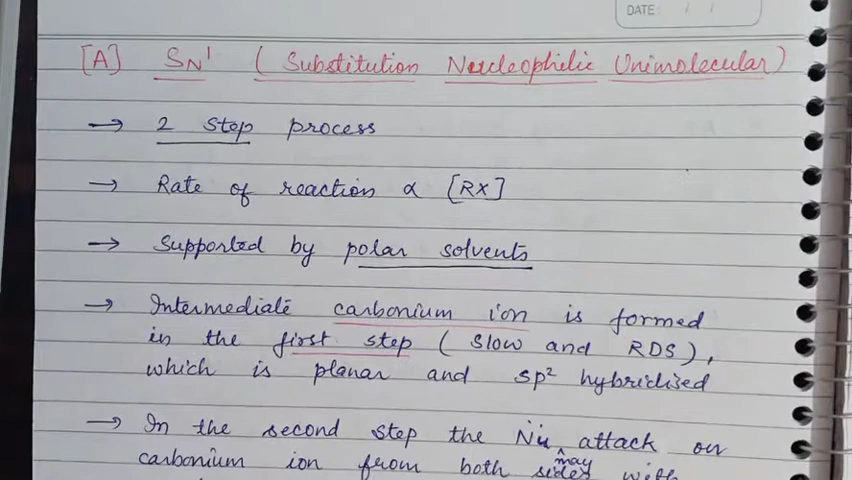 DATE: / /
[A] SN¹ (Substitution Nucleophilic Unimolecular)
→ 2 Step process
→ Rate of reaction α [RX]
→ Supported by polar solvents
→ Intermediate carbonium ion is formed
in the first step (slow and RDS),
which is planar and sp² hybridised
→ In the second step the Nu attack on
carbonium ion from both sides may with